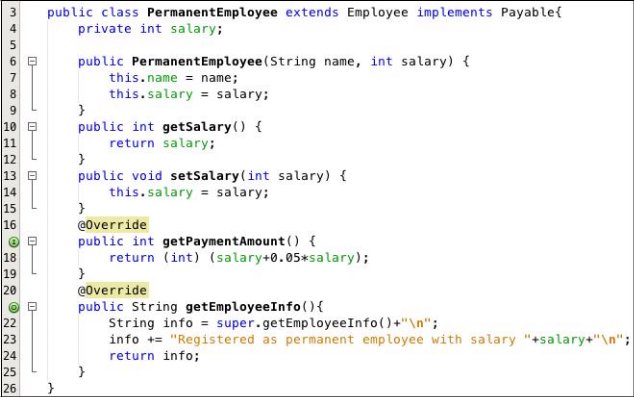 3 public class PermanentEmployee extends Employee implements Payable{
4     private int salary;
5
6     public PermanentEmployee(String name, int salary) {
7         this.name = name;
8         this.salary = salary;
9     }
10     public int getSalary() {
11         return salary;
12     }
13     public void setSalary(int salary) {
14         this.salary = salary;
15     }
16     @Override
    public int getPaymentAmount() {
18         return (int) (salary+0.05*salary);
19     }
20     @Override
    public String getEmployeeInfo(){
22         String info = super.getEmployeeInfo()+"\n";
23         info += "Registered as permanent employee with salary "+salary+"\n";
24         return info;
25     }
26 }